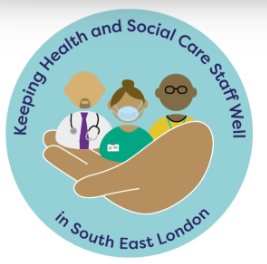 Keeping Health and Social Care Staff Well
in South East London